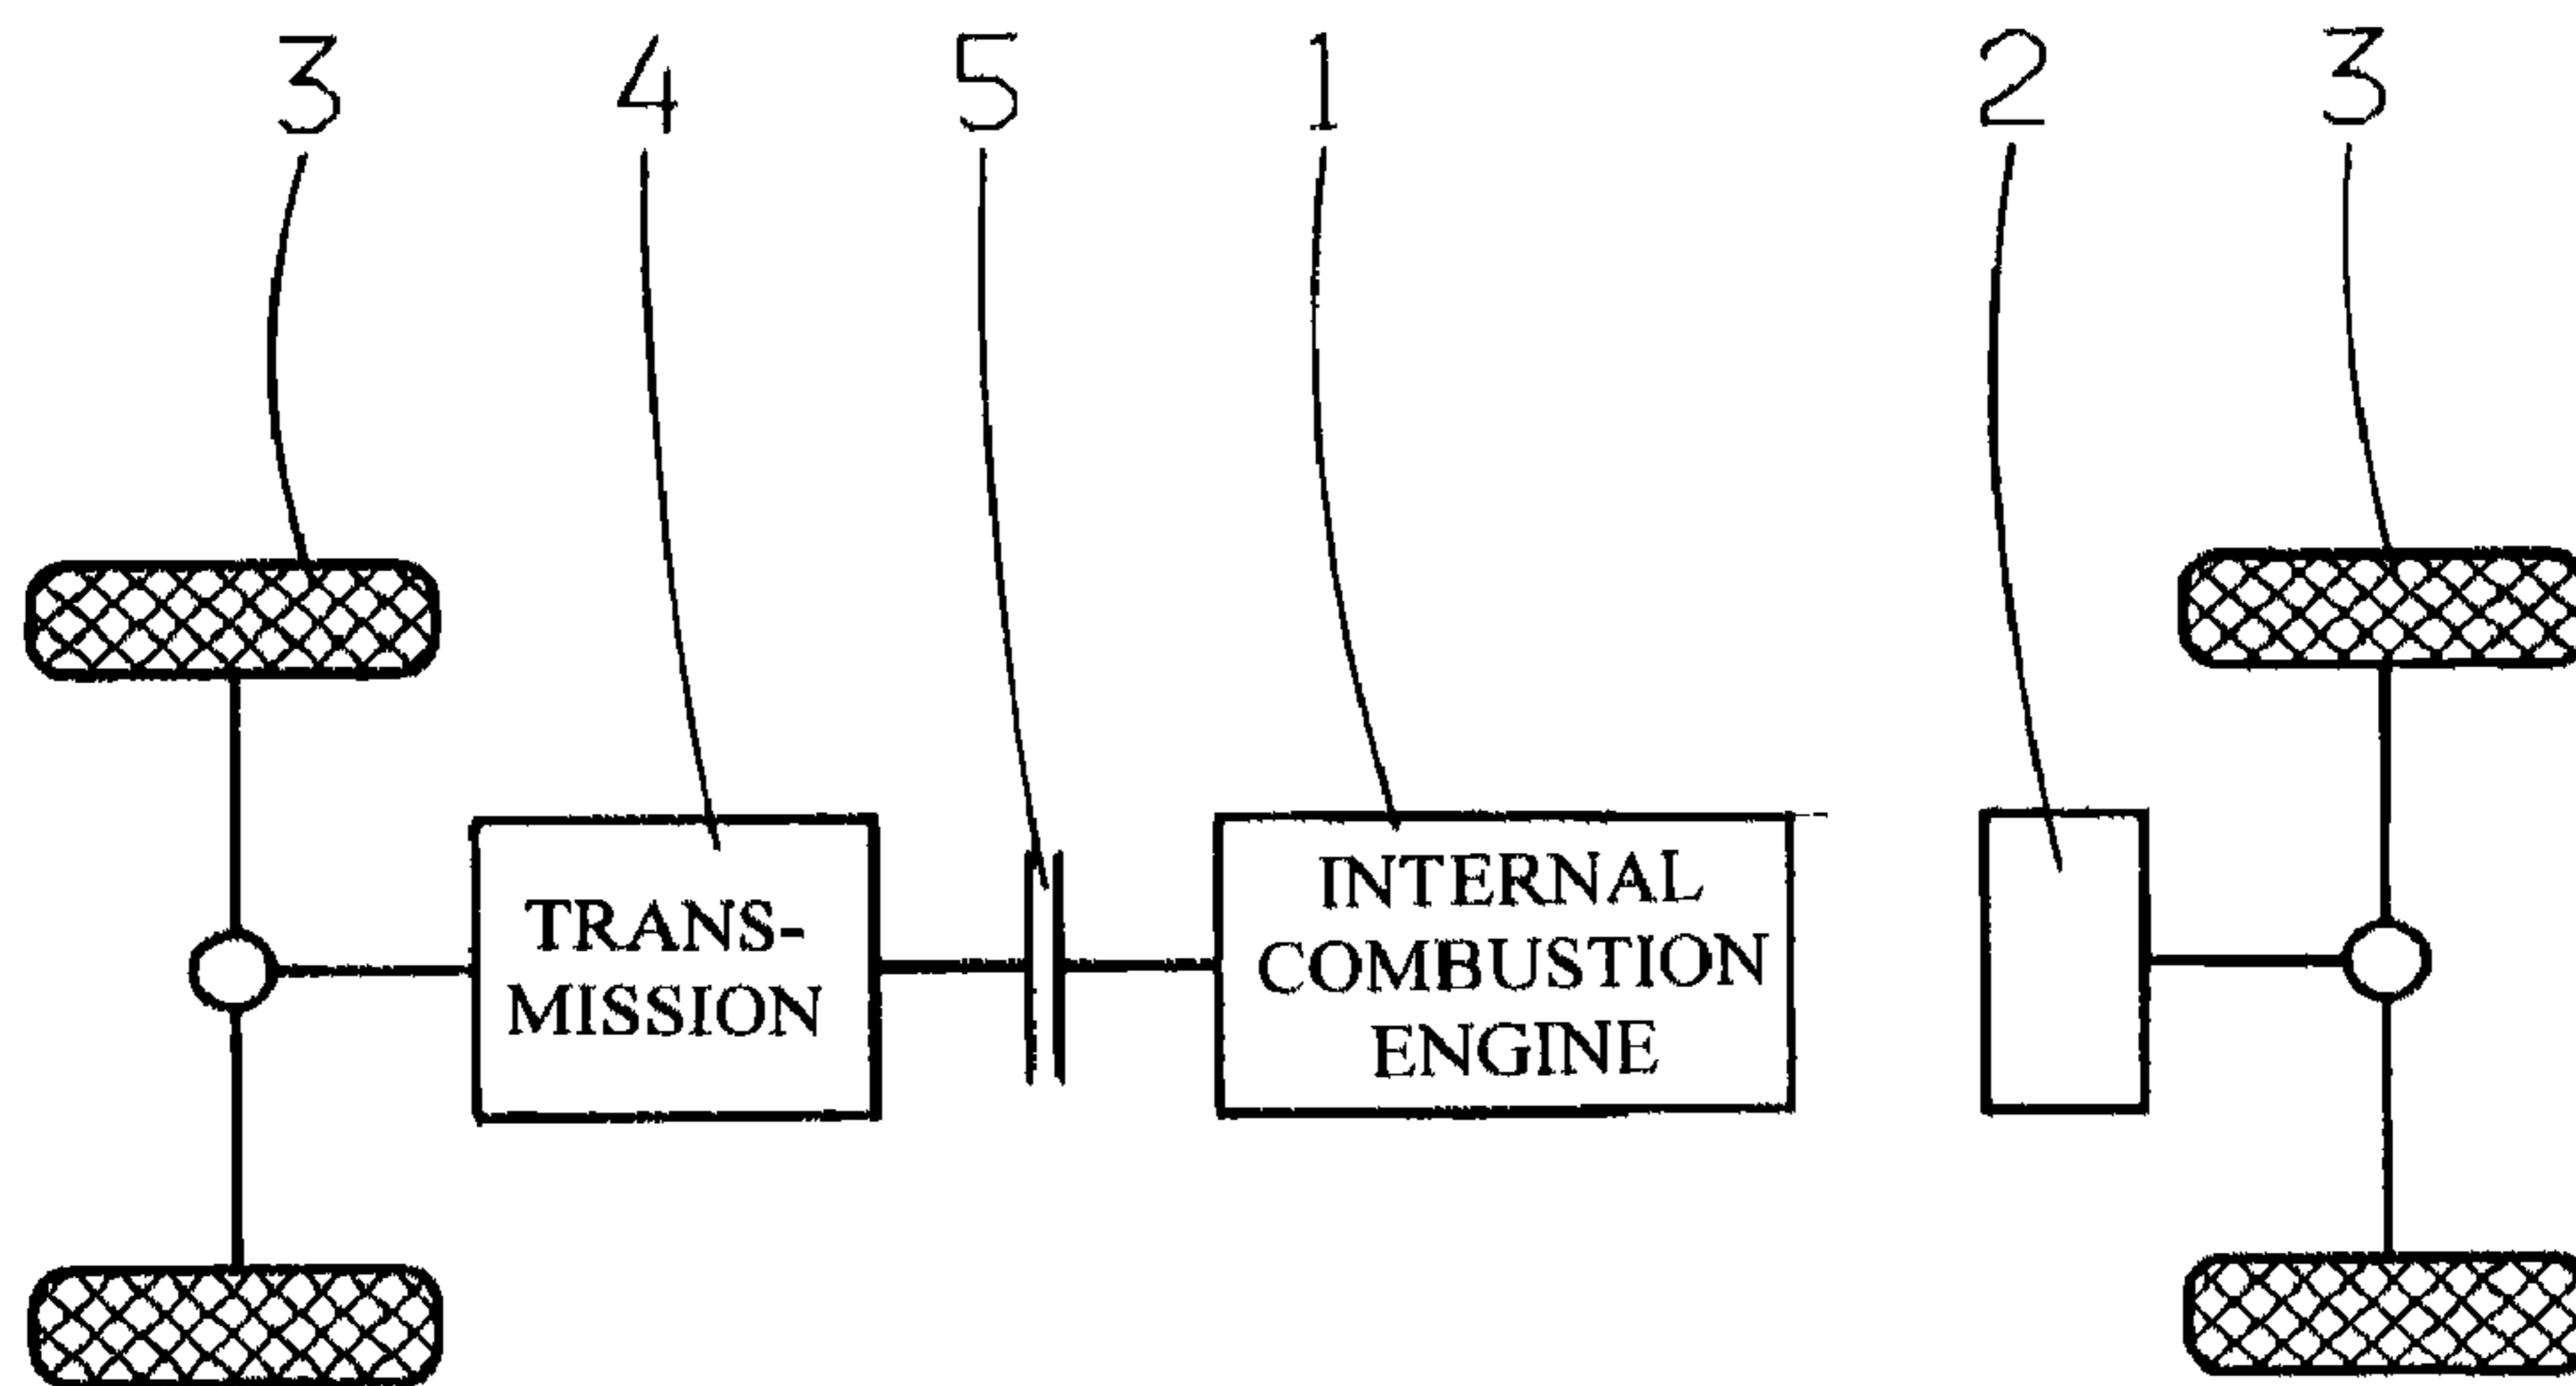 3 4 5 1 2 3
TRANS-
MISSION
INTERNAL
COMBUSTION
ENGINE